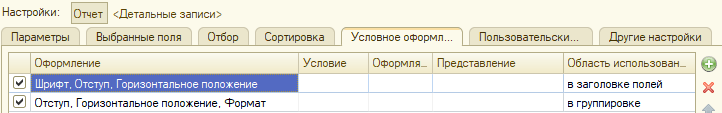 Настройки: Отчет <Детальные записи>
Параметры Выбранные поля Отбор Сортировка Условное оформл... Пользовательски... Другие настройки
Оформление Условие Оформля... Представление Область использован...
Шрифт, Отступ, Горизонтальное положение в заголовке полей
Отступ, Горизонтальное положение, Формат в группировке